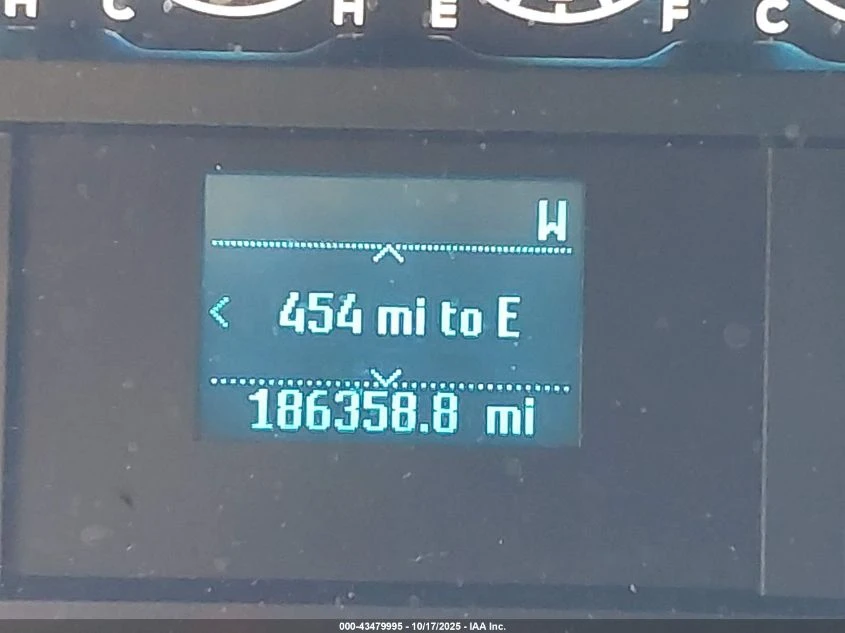 H C H E F C
W
454 mi to E
186358.8 mi
000-43479995 - 10/17/2025 - IAA Inc.